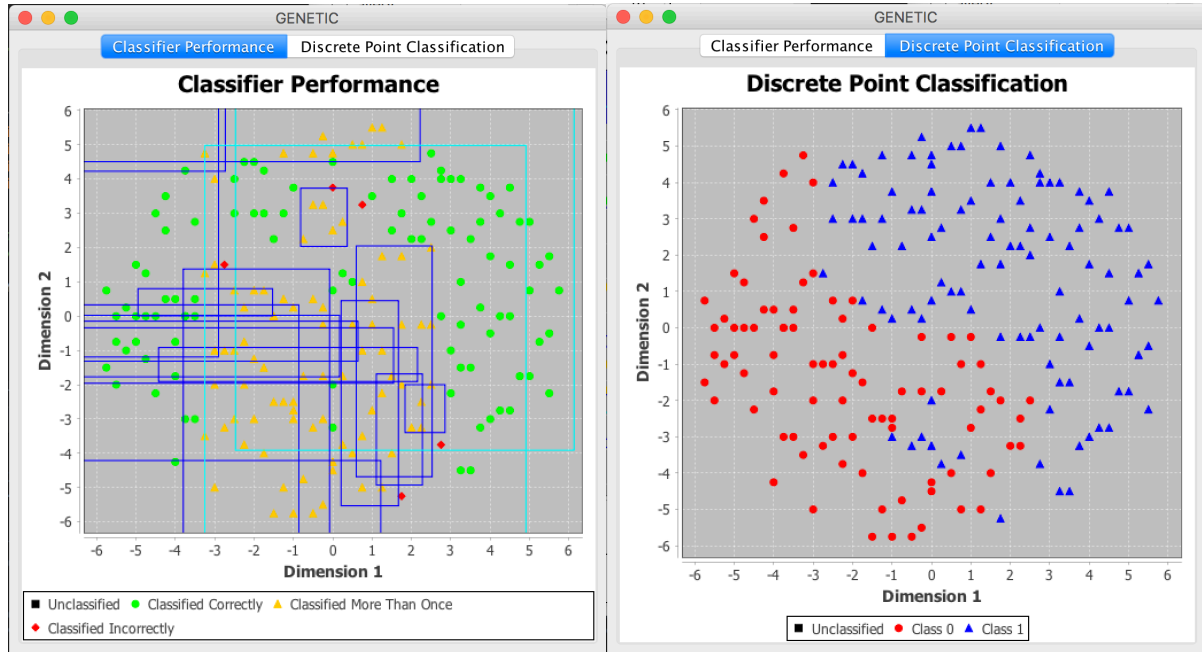 GENETIC
Classifier Performance Discrete Point Classification
Classifier Performance
6
5
4
3
2
1
0
-1
-2
-3
-4
-5
-6
Dimension 2
-6 -5 -4 -3 -2 -1 0 1 2 3 4 5 6
Dimension 1
Unclassified Classified Correctly Classified More Than Once
Classified Incorrectly
GENETIC
Classifier Performance Discrete Point Classification
Discrete Point Classification
6
5
4
3
2
1
0
-1
-2
-3
-4
-5
-6
Dimension 2
-6 -5 -4 -3 -2 -1 0 1 2 3 4 5 6
Dimension 1
Unclassified Class 0 Class 1